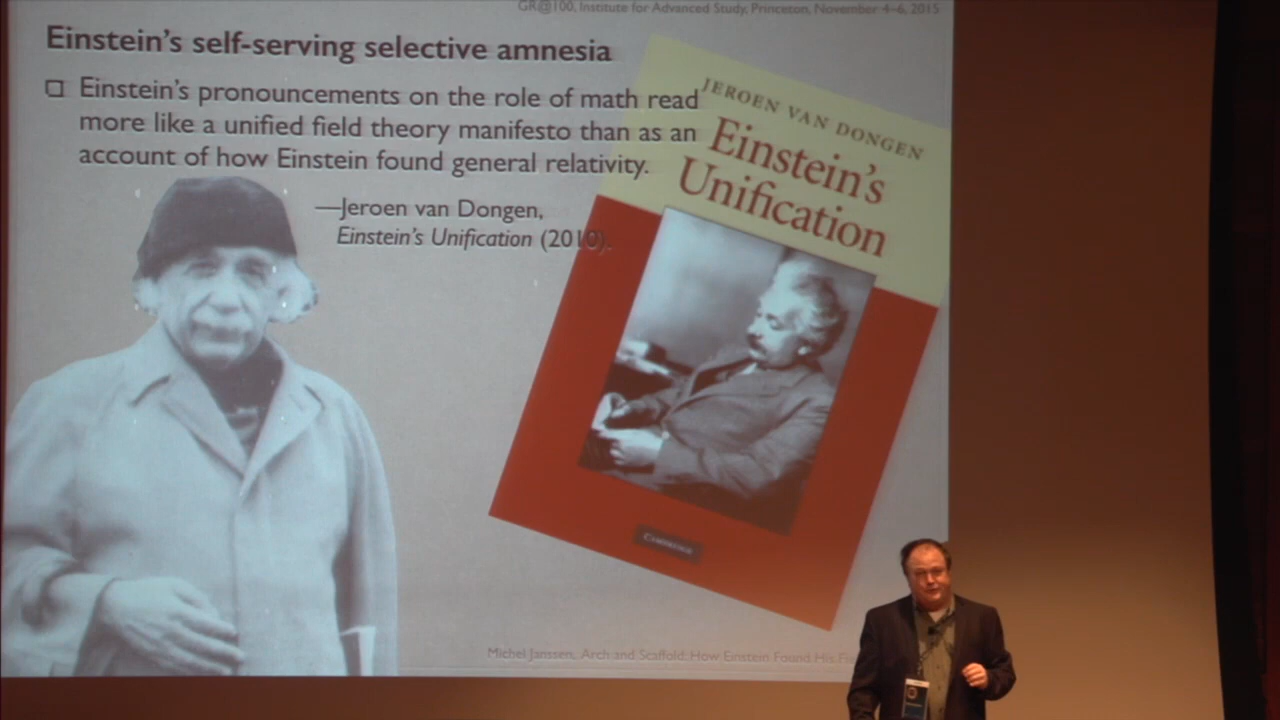 GR@100, Institute for Advanced Study, Princeton, November 4–6, 2015
Einstein's self-serving selective amnesia
Einstein's pronouncements on the role of math read
more like a unified field theory manifesto than as an
account of how Einstein found general relativity.
—Jeroen van Dongen,
Einstein's Unification (2010).
JEROEN VAN DONGEN
Einstein's
Unification
CAMBRIDGE
Michel Janssen, Arch and Scaffold: How Einstein Found His